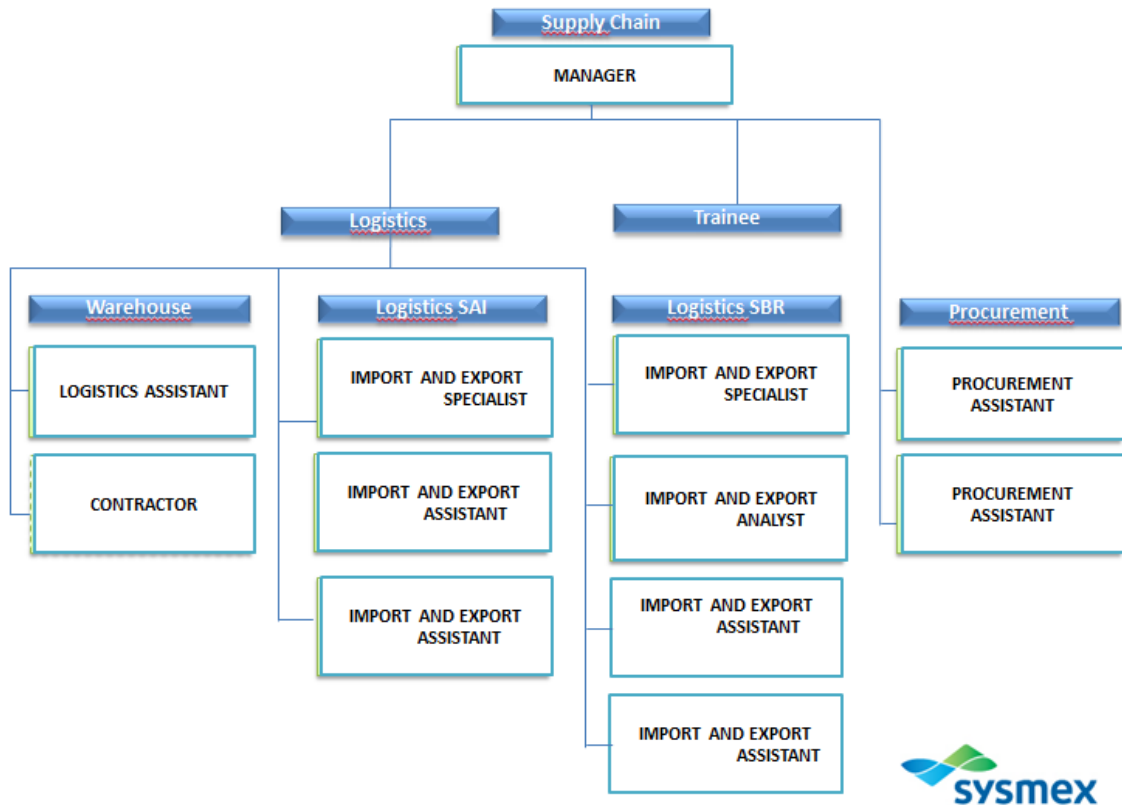 Supply Chain
MANAGER
Logistics
Trainee
Warehouse
LOGISTICS ASSISTANT
CONTRACTOR
Logistics SAI
IMPORT AND EXPORT
SPECIALIST
IMPORT AND EXPORT
ASSISTANT
IMPORT AND EXPORT
ASSISTANT
Logistics SBR
IMPORT AND EXPORT
SPECIALIST
IMPORT AND EXPORT
ANALYST
IMPORT AND EXPORT
ASSISTANT
IMPORT AND EXPORT
ASSISTANT
Procurement
PROCUREMENT
ASSISTANT
PROCUREMENT
ASSISTANT
sysmex